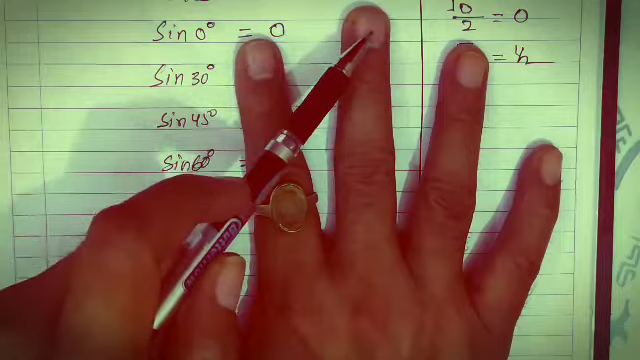 Sin 0° = 0
√0/2 = 0
= 1/2
Sin 30°
Sin 45°
Sin 60° =